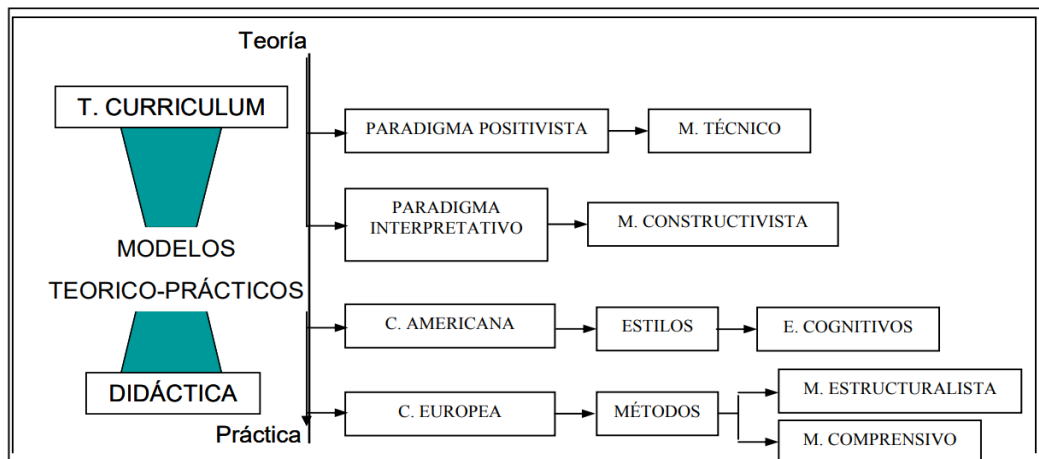 Teoría
T. CURRICULUM
PARADIGMA POSITIVISTA
M. TÉCNICO
PARADIGMA
INTERPRETATIVO
M. CONSTRUCTIVISTA
MODELOS
TEORICO-PRÁCTICOS
C. AMERICANA
ESTILOS
E. COGNITIVOS
DIDÁCTICA
C. EUROPEA
MÉTODOS
M. ESTRUCTURALISTA
M. COMPRENSIVO
Práctica